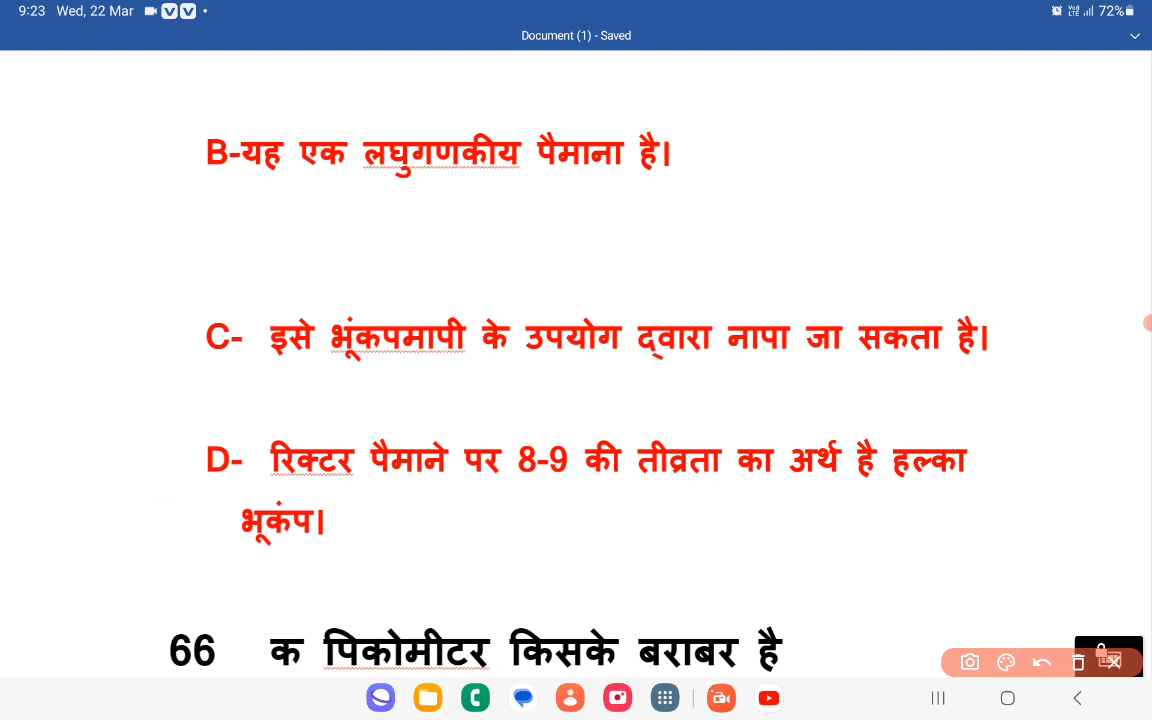 9:23 Wed, 22 Mar 72%
Document (1) - Saved
B-यह एक लघुगणकीय पैमाना है।
C- इसे भूंकपमापी के उपयोग द्वारा नापा जा सकता है।
D- रिक्टर पैमाने पर 8-9 की तीव्रता का अर्थ है हल्का
भूकंप।
66 क पिकोमीटर किसके बराबर है